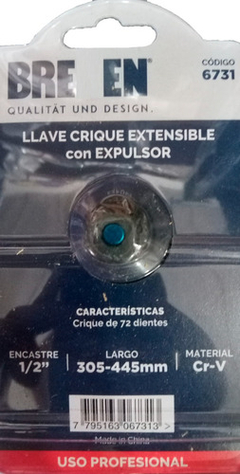 CÓDIGO
6731
BRE EN®
QUALITÄT UND DESIGN.
LLAVE CRIQUE EXTENSIBLE
con EXPULSOR
CARACTERÍSTICAS
Crique de 72 dientes
ENCASTRE
1/2”
LARGO
305-445mm
MATERIAL
Cr-V
7 795163 067313 >
Made in China
USO PROFESIONAL